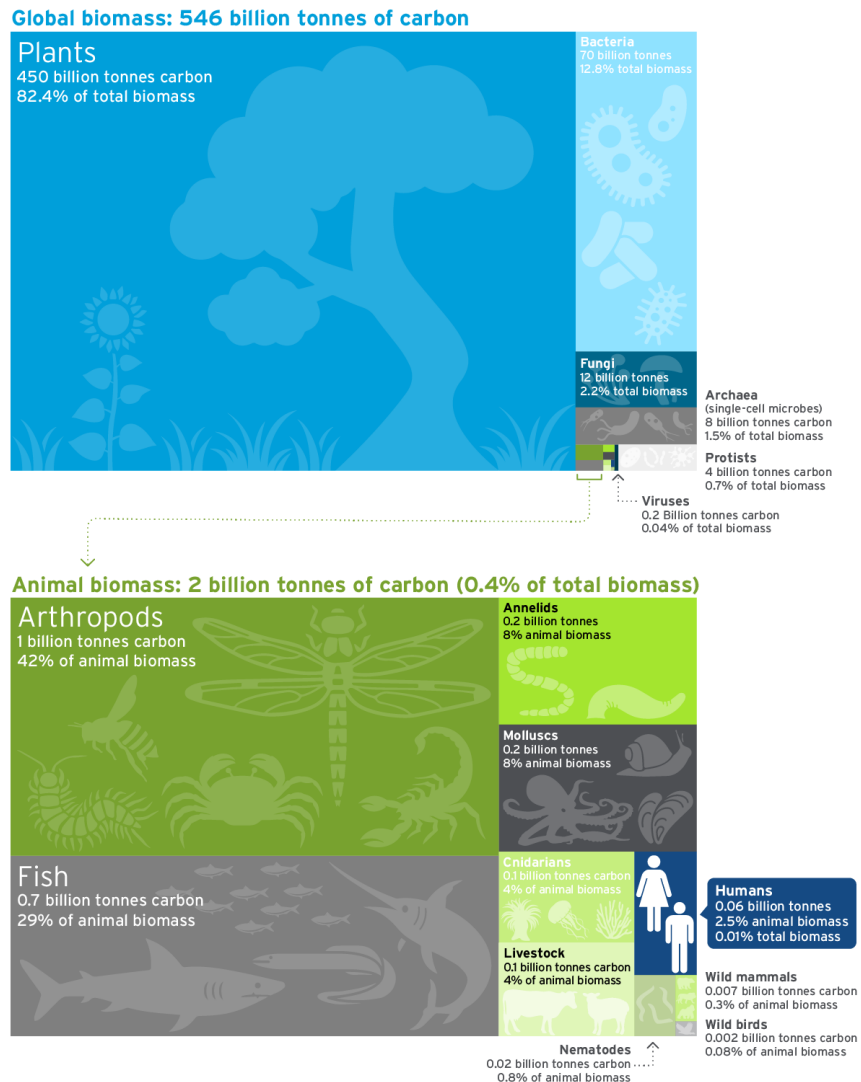 Global biomass: 546 billion tonnes of carbon
Plants
450 billion tonnes carbon
82.4% of total biomass
Bacteria
70 billion tonnes
12.8% total biomass
Fungi
12 billion tonnes
2.2% total biomass
Archaea
(single-cell microbes)
8 billion tonnes carbon
1.5% of total biomass
Protists
4 billion tonnes carbon
0.7% of total biomass
Viruses
0.2 Billion tonnes carbon
0.04% of total biomass
Animal biomass: 2 billion tonnes of carbon (0.4% of total biomass)
Arthropods
1 billion tonnes carbon
42% of animal biomass
Annelids
0.2 billion tonnes
8% animal biomass
Molluscs
0.2 billion tonnes
8% animal biomass
Fish
0.7 billion tonnes carbon
29% of animal biomass
Cnidarians
0.1 billion tonnes carbon
4% of animal biomass
Livestock
0.1 billion tonnes carbon
4% of animal biomass
Humans
0.06 billion tonnes
2.5% animal biomass
0.01% total biomass
Wild mammals
0.007 billion tonnes carbon
0.3% of animal biomass
Wild birds
0.002 billion tonnes carbon
0.08% of animal biomass
Nematodes
0.02 billion tonnes carbon
0.8% of animal biomass